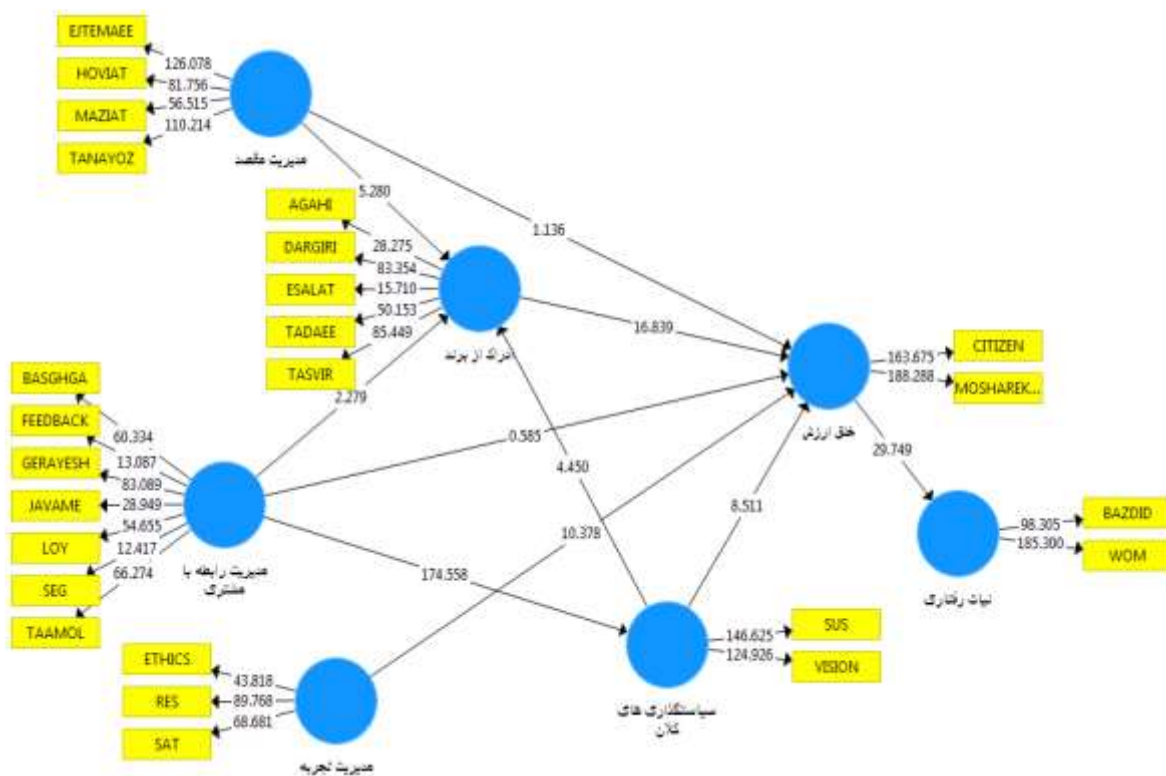 EJTEMAEE
126.078
HOVIAT
81.756
MAZIAT
56.515
TANAYOZ
110.214
مدیریت مقصد
5.280
1.136
AGAHI
28.275
DARGIRI
83.354
ESALAT
15.710
TADAEE
50.153
TASVIR
85.449
ادراک از برند
16.839
CITIZEN
163.675
MOSHAREK...
188.288
خلق ارزش
BASGHGA
60.334
FEEDBACK
13.087
GERAYESH
83.089
JAVAME
28.949
LOY
54.655
SEG
12.417
TAAMOL
66.274
مدیریت رابطه با
مشتری
2.279
0.585
4.450
8.511
29.749
10.378
174.558
BAZDID
98.305
WOM
185.300
نیات رفتاری
ETHICS
43.818
RES
89.768
SAT
68.681
مدیریت تجربه
SUS
146.625
VISION
124.926
سیاستگذاری های
کلان